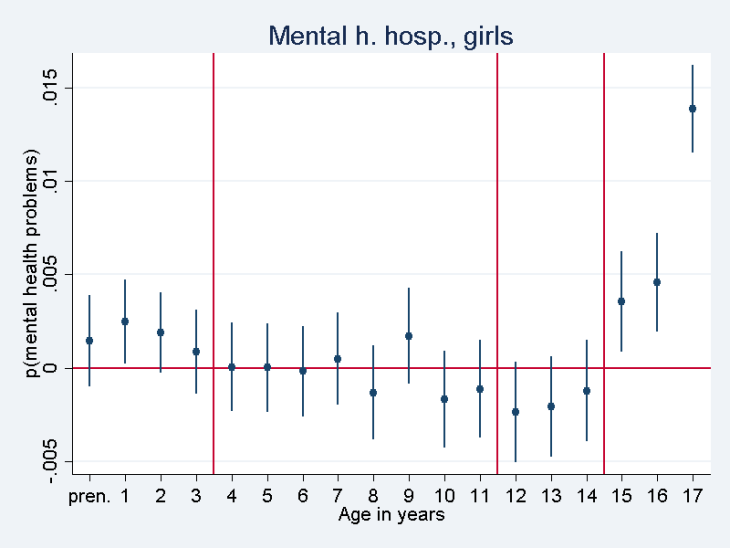 Mental h. hosp., girls
p(mental health problems)
.015
.01
.005
0
-.005
pren. 1 2 3 4 5 6 7 8 9 10 11 12 13 14 15 16 17
Age in years